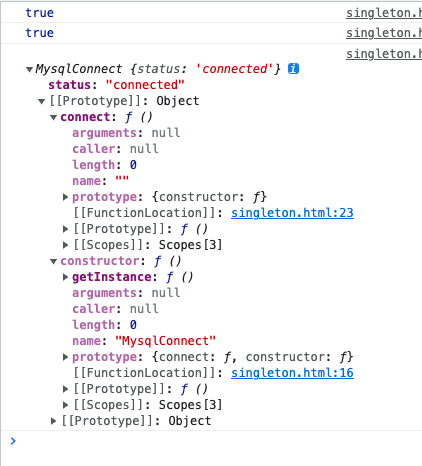 true singleton.h
true singleton.h
singleton.h
MysqlConnect {status: 'connected'} i
status: "connected"
[[Prototype]]: Object
connect: ƒ ()
arguments: null
caller: null
length: 0
name: ""
prototype: {constructor: ƒ}
[[FunctionLocation]]: singleton.html:23
[[Prototype]]: ƒ ()
[[Scopes]]: Scopes[3]
constructor: ƒ ()
getInstance: ƒ ()
arguments: null
caller: null
length: 0
name: "MysqlConnect"
prototype: {connect: ƒ, constructor: ƒ}
[[FunctionLocation]]: singleton.html:16
[[Prototype]]: ƒ ()
[[Scopes]]: Scopes[3]
[[Prototype]]: Object